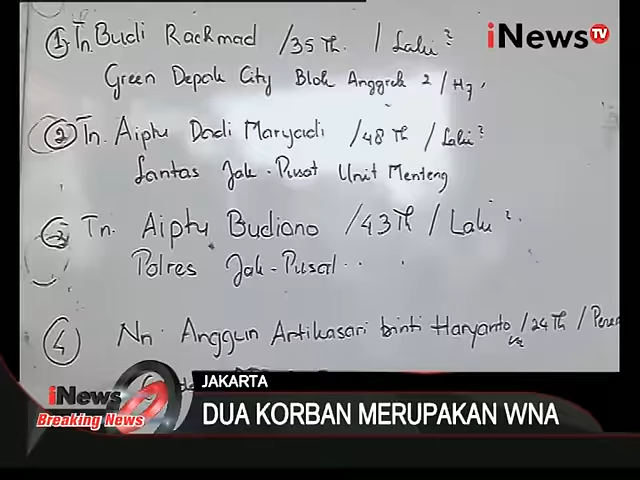 1. Tn. Budi Rachmad /35 Th. / Laki²
Green Depok City Blok Anggrek 2 / H7,
iNews TV
2 Tn. Aiptu Dodi Maryadi /48 Th / Laki²
Lantas Jak-Pusat Unit Menteng
3 Tn. Aiptu Budiono /43 Th / Laki²
Polres Jak-Pusat..
4 Nn. Anggun Artikasari binti Haryanto /24 Th /
JAKARTA
iNews
Breaking News
DUA KORBAN MERUPAKAN WNA